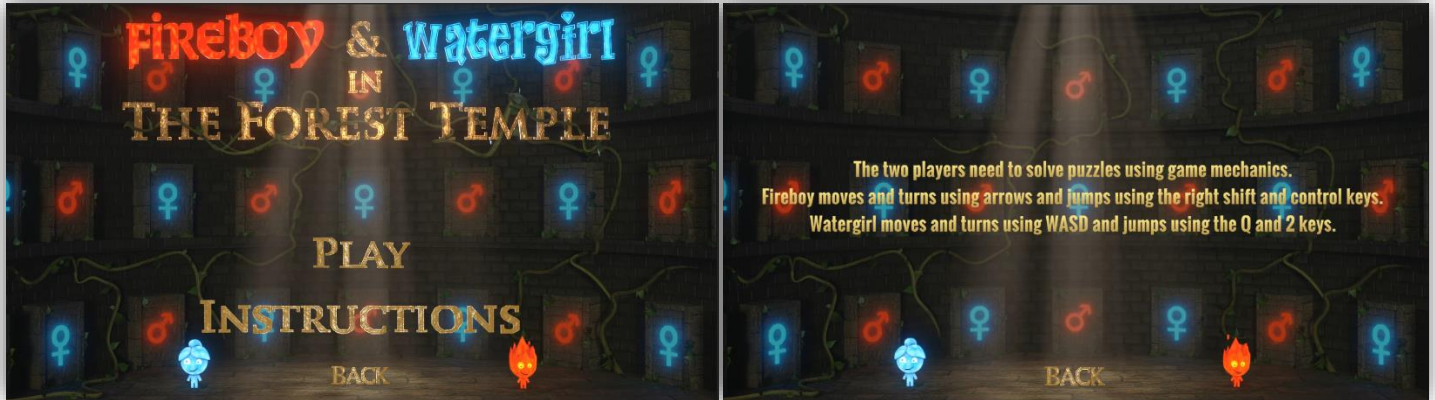 FIREBOY & WATERGIRL
IN
THE FOREST TEMPLE
PLAY
INSTRUCTIONS
BACK
The two players need to solve puzzles using game mechanics.
Fireboy moves and turns using arrows and jumps using the right shift and control keys.
Watergirl moves and turns using WASD and jumps using the Q and 2 keys.
BACK